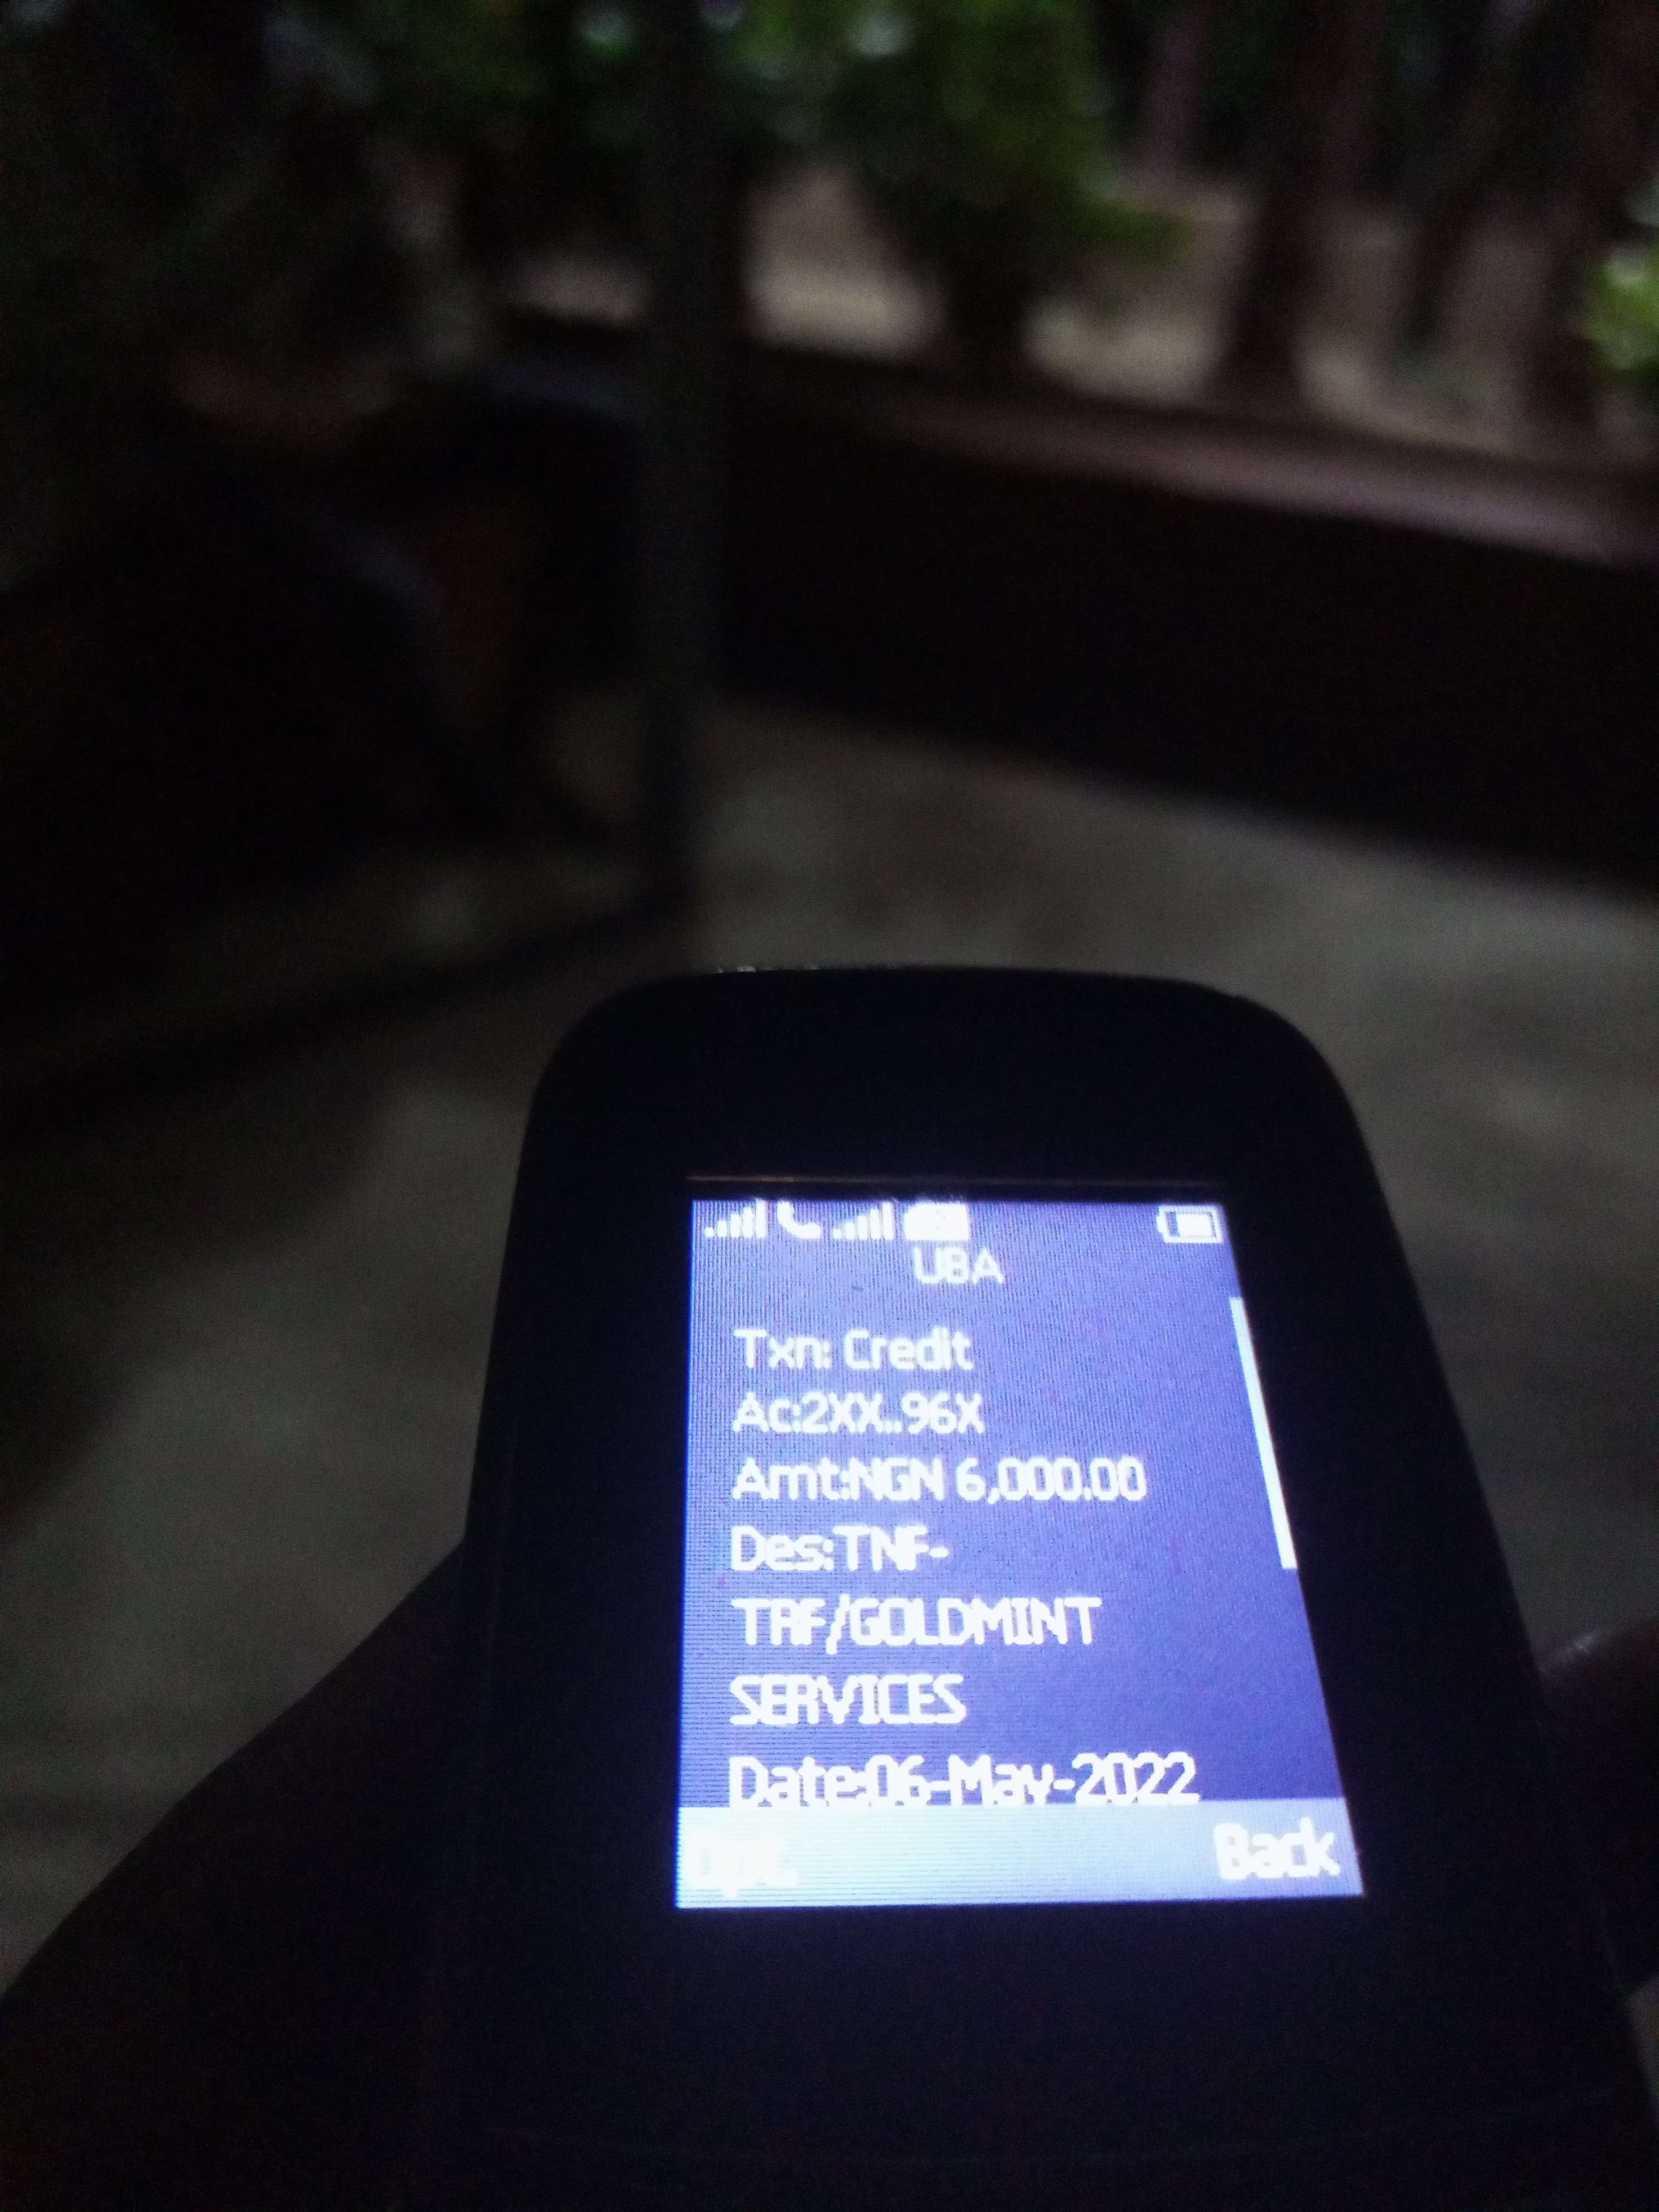 UBA
Txn: Credit
Ac:2XX..96X
Amt:NGN 6,000.00
Des:TNF-
TRF/GOLDMINT
SERVICES
Date:06-May-2022
Opt. Back